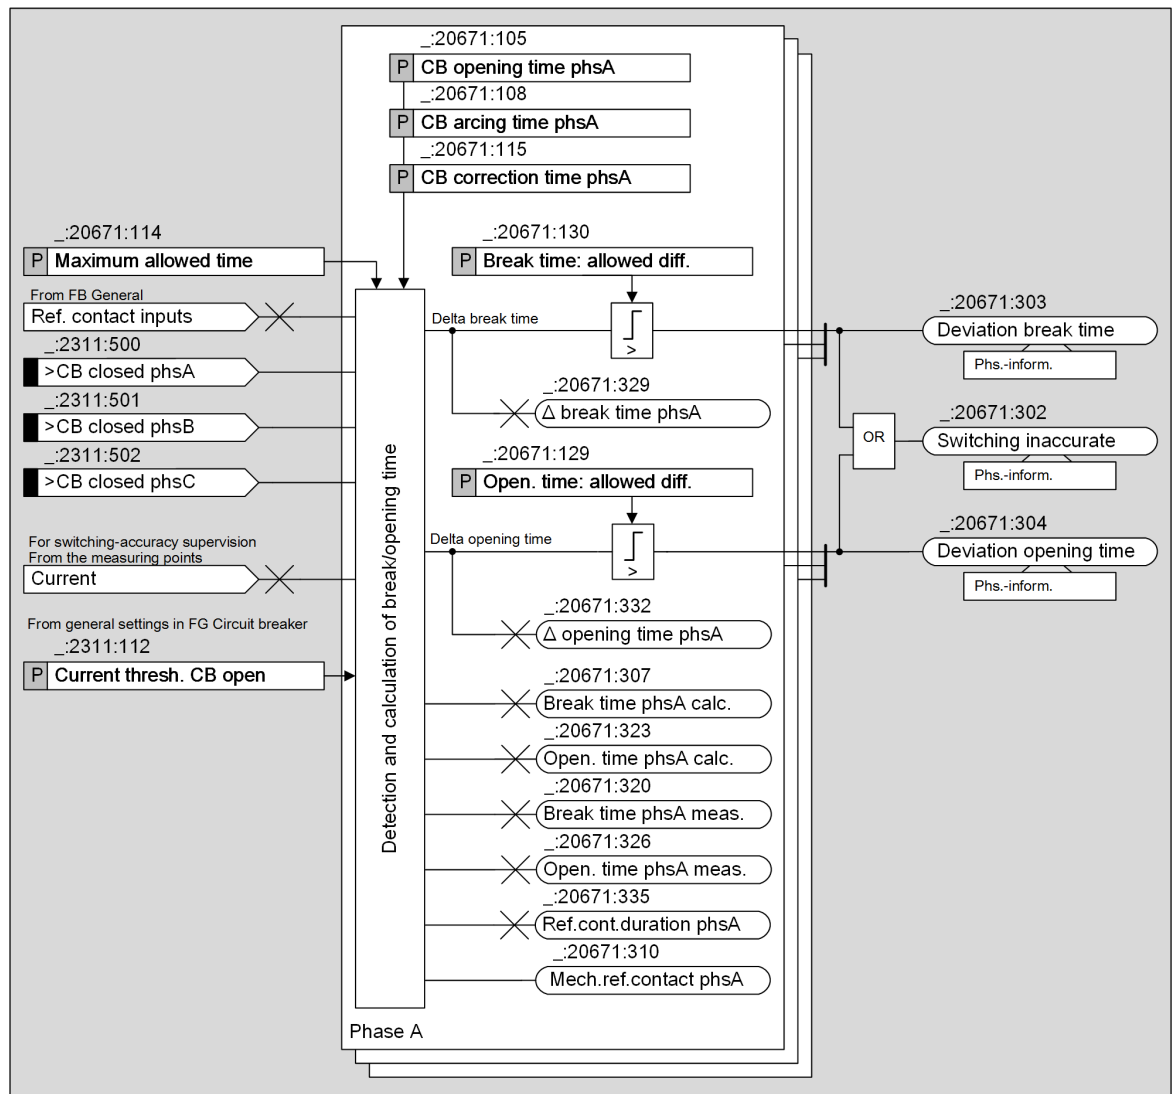 _:20671:105
P CB opening time phsA
_:20671:108
P CB arcing time phsA
_:20671:115
P CB correction time phsA
_:20671:114
P Maximum allowed time
From FB General
Ref. contact inputs
_:2311:500
>CB closed phsA
_:2311:501
>CB closed phsB
_:2311:502
>CB closed phsC
For switching-accuracy supervision
From the measuring points
Current
From general settings in FG Circuit breaker
_:2311:112
P Current thresh. CB open
Detection and calculation of break/opening time
_:20671:130
P Break time: allowed diff.
Delta break time
>
_:20671:329
Δ break time phsA
_:20671:129
P Open. time: allowed diff.
Delta opening time
>
_:20671:332
Δ opening time phsA
_:20671:307
Break time phsA calc.
_:20671:323
Open. time phsA calc.
_:20671:320
Break time phsA meas.
_:20671:326
Open. time phsA meas.
_:20671:335
Ref.cont.duration phsA
_:20671:310
Mech.ref.contact phsA
Phase A
_:20671:303
Deviation break time
Phs.-inform.
OR
_:20671:302
Switching inaccurate
Phs.-inform.
_:20671:304
Deviation opening time
Phs.-inform.